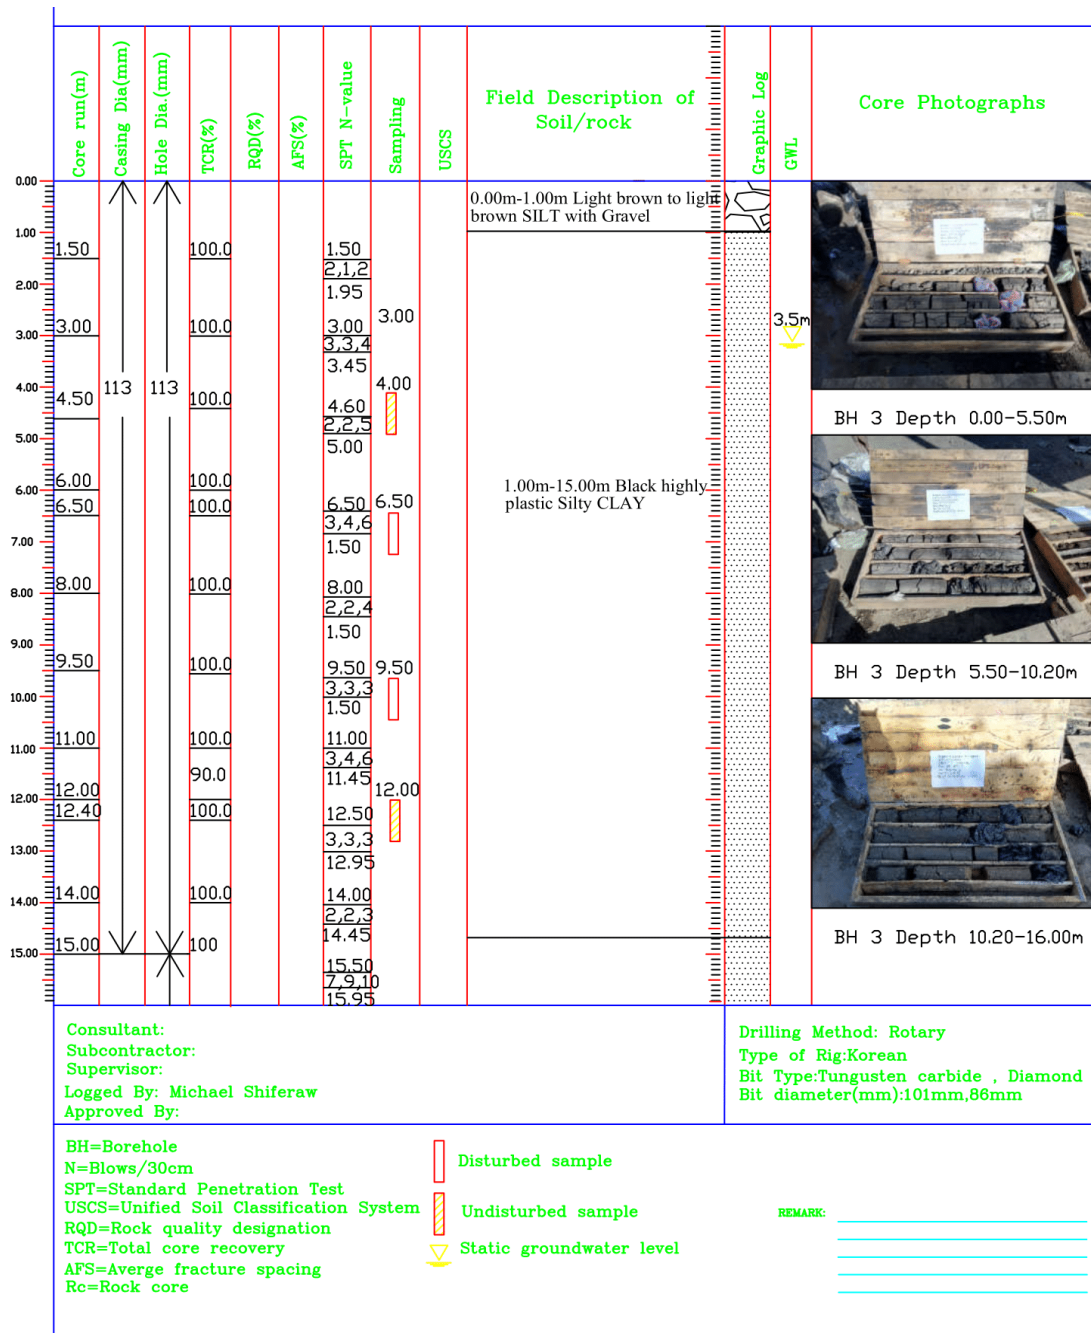 Core run(m)
Casing Dia(mm)
Hole Dia.(mm)
TCR(%)
RQD(%)
AFS(%)
SPT N-value
Sampling
USCS
Field Description of
Soil/rock
Graphic Log
GWL
Core Photographs
0.00
1.00
2.00
3.00
4.00
5.00
6.00
7.00
8.00
9.00
10.00
11.00
12.00
13.00
14.00
15.00
1.50
3.00
4.50
6.00
6.50
8.00
9.50
11.00
12.00
12.40
14.00
15.00
113
113
100.0
100.0
100.0
100.0
100.0
100.0
100.0
100.0
90.0
100.0
100.0
100
1.50
2,1,2
1.95
3.00
3,3,4
3.45
4.60
2,2,5
5.00
6.50
3,4,6
1.50
8.00
2,2,4
1.50
9.50
3,3,3
1.50
11.00
3,4,6
11.45
12.50
3,3,3
12.95
14.00
2,2,3
14.45
15.50
7,9,10
15.95
3.00
4.00
6.50
9.50
12.00
0.00m-1.00m Light brown to light
brown SILT with Gravel
1.00m-15.00m Black highly
plastic Silty CLAY
3.5m
BH 3 Depth 0.00-5.50m
BH 3 Depth 5.50-10.20m
BH 3 Depth 10.20-16.00m
Consultant:
Subcontractor:
Supervisor:
Logged By: Michael Shiferaw
Approved By:
Drilling Method: Rotary
Type of Rig:Korean
Bit Type:Tungusten carbide , Diamond
Bit diameter(mm):101mm,86mm
BH=Borehole
N=Blows/30cm
SPT=Standard Penetration Test
USCS=Unified Soil Classification System
RQD=Rock quality designation
TCR=Total core recovery
AFS=Averge fracture spacing
Rc=Rock core
Disturbed sample
Undisturbed sample
Static groundwater level
REMARK: